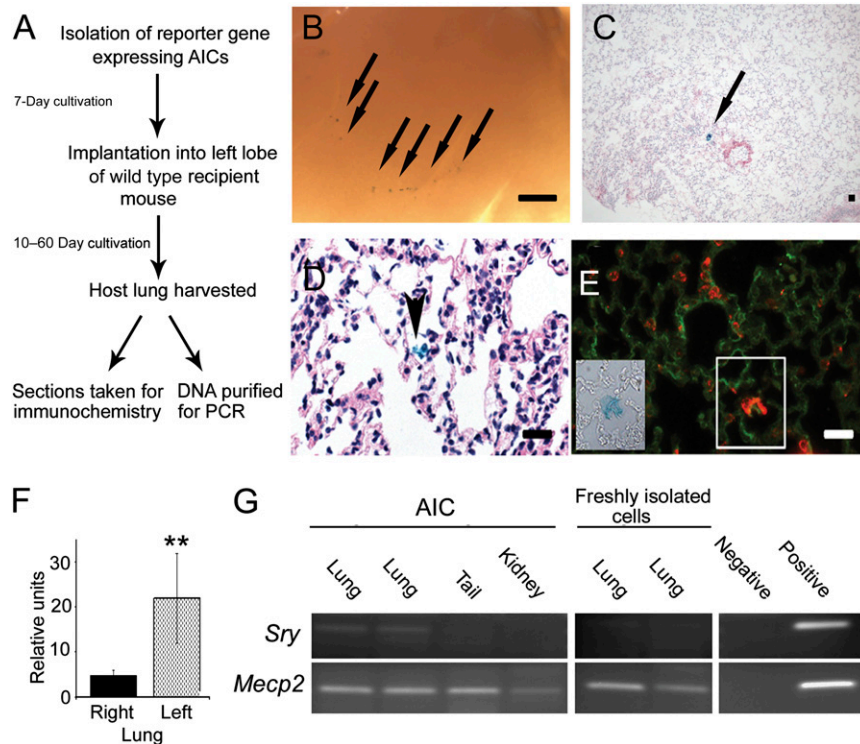 A
Isolation of reporter gene
expressing AICs
7-Day cultivation
Implantation into left lobe
of wild type recipient
mouse
10–60 Day cultivation
Host lung harvested
Sections taken for
immunochemistry
DNA purified
for PCR
B
C
D
E
F
**
Relative units
30
20
10
0
Right
Left
Lung
G
AIC
Freshly isolated
cells
Lung
Lung
Tail
Kidney
Lung
Lung
Negative
Positive
Sry
Mecp2